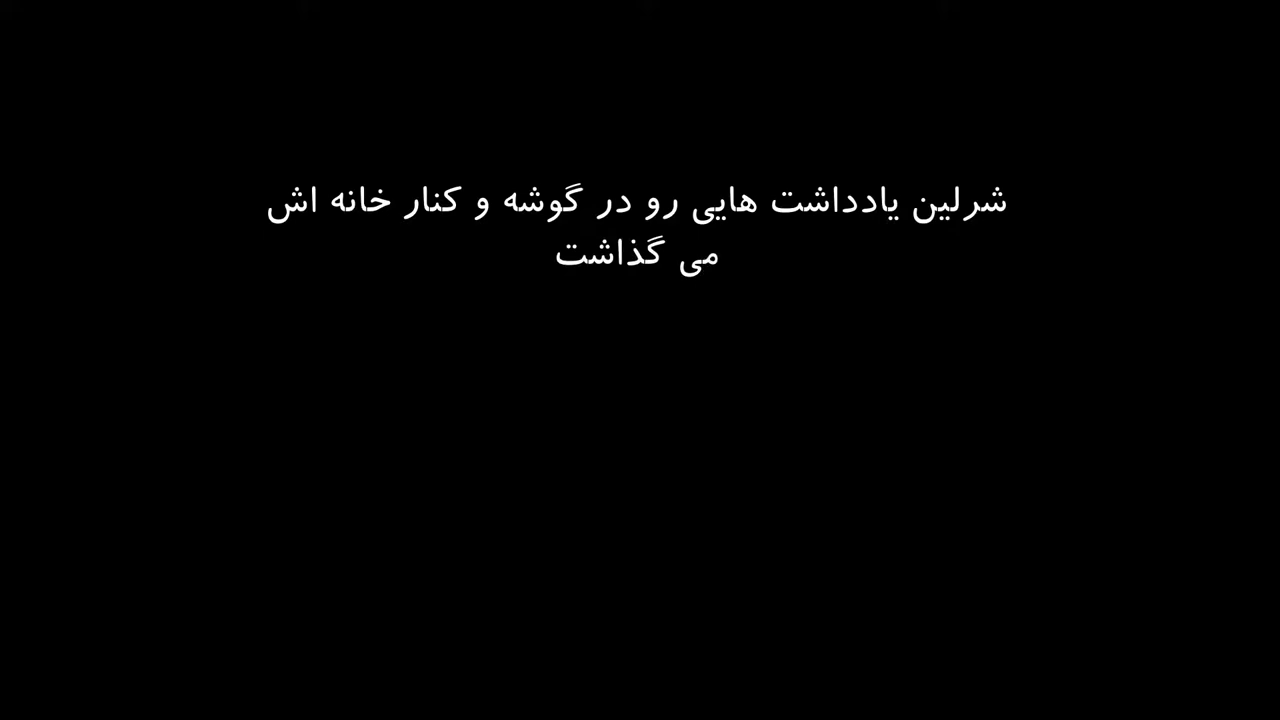 شرلین یادداشت هایی رو در گوشه و کنار خانه اش
می گذاشت